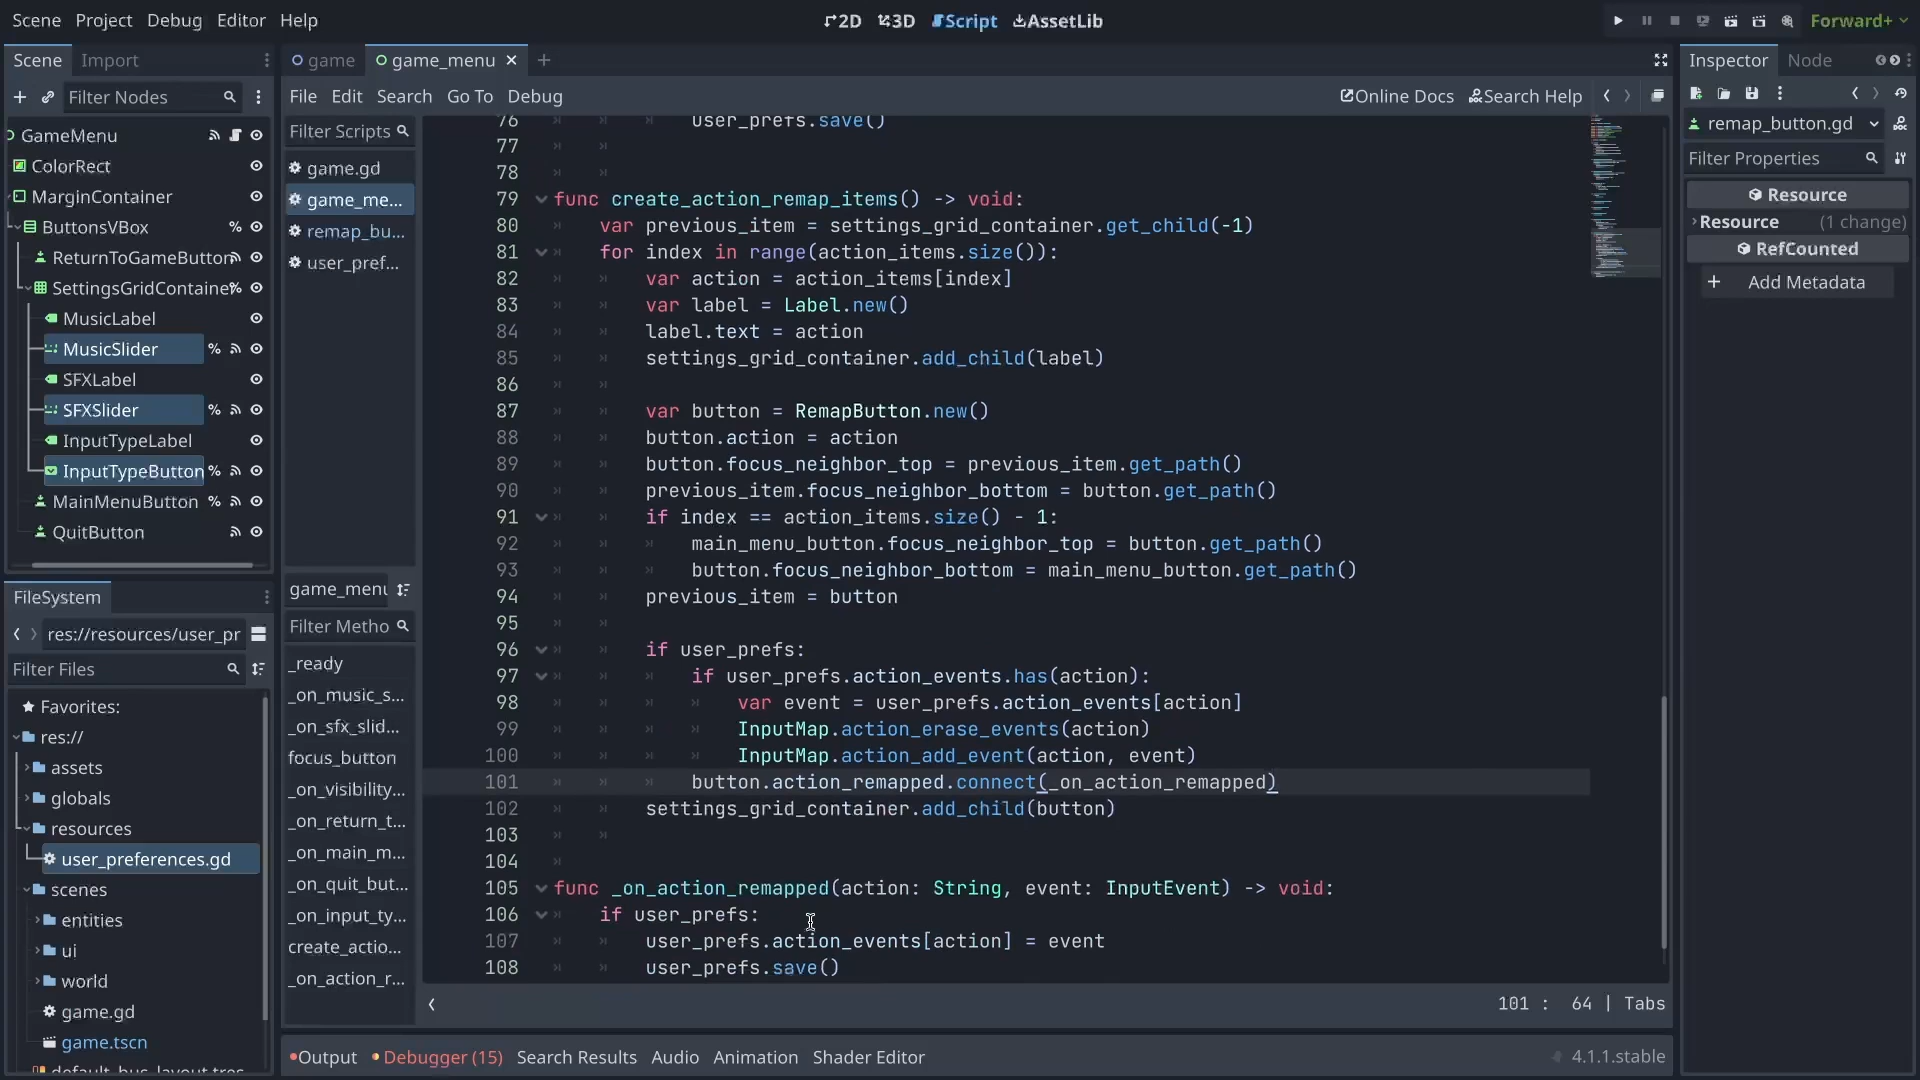 Scene Project Debug Editor Help
2D 3D Script AssetLib
Forward+
Scene Import
Filter Nodes
GameMenu
ColorRect
MarginContainer
ButtonsVBox %
ReturnToGameButton
SettingsGridContainer %
MusicLabel
MusicSlider %
SFXLabel
SFXSlider %
InputTypeLabel
InputTypeButton %
MainMenuButton %
QuitButton
FileSystem
res://resources/user_pr
Filter Files
Favorites:
res://
assets
globals
resources
user_preferences.gd
scenes
entities
ui
world
game.gd
game.tscn
default_bus_layout.tres
game game_menu
File Edit Search Go To Debug
Online Docs Search Help
Filter Scripts
game.gd
game_me...
remap_bu...
user_pref...
game_menu
Filter Metho
_ready
_on_music_s...
_on_sfx_slid...
focus_button
_on_visibility...
_on_return_t...
_on_main_m...
_on_quit_but...
_on_input_ty...
create_actio...
_on_action_r...
76 user_prefs.save()
77
78
79 func create_action_remap_items() -> void:
80 var previous_item = settings_grid_container.get_child(-1)
81 for index in range(action_items.size()):
82 var action = action_items[index]
83 var label = Label.new()
84 label.text = action
85 settings_grid_container.add_child(label)
86
87 var button = RemapButton.new()
88 button.action = action
89 button.focus_neighbor_top = previous_item.get_path()
90 previous_item.focus_neighbor_bottom = button.get_path()
91 if index == action_items.size() - 1:
92 main_menu_button.focus_neighbor_top = button.get_path()
93 button.focus_neighbor_bottom = main_menu_button.get_path()
94 previous_item = button
95
96 if user_prefs:
97 if user_prefs.action_events.has(action):
98 var event = user_prefs.action_events[action]
99 InputMap.action_erase_events(action)
100 InputMap.action_add_event(action, event)
101 button.action_remapped.connect(_on_action_remapped)
102 settings_grid_container.add_child(button)
103
104
105 func _on_action_remapped(action: String, event: InputEvent) -> void:
106 if user_prefs:
107 user_prefs.action_events[action] = event
108 user_prefs.save()
101 : 64 | Tabs
Output Debugger (15) Search Results Audio Animation Shader Editor
4.1.1.stable
Inspector Node
remap_button.gd
Filter Properties
Resource
Resource (1 change)
RefCounted
Add Metadata